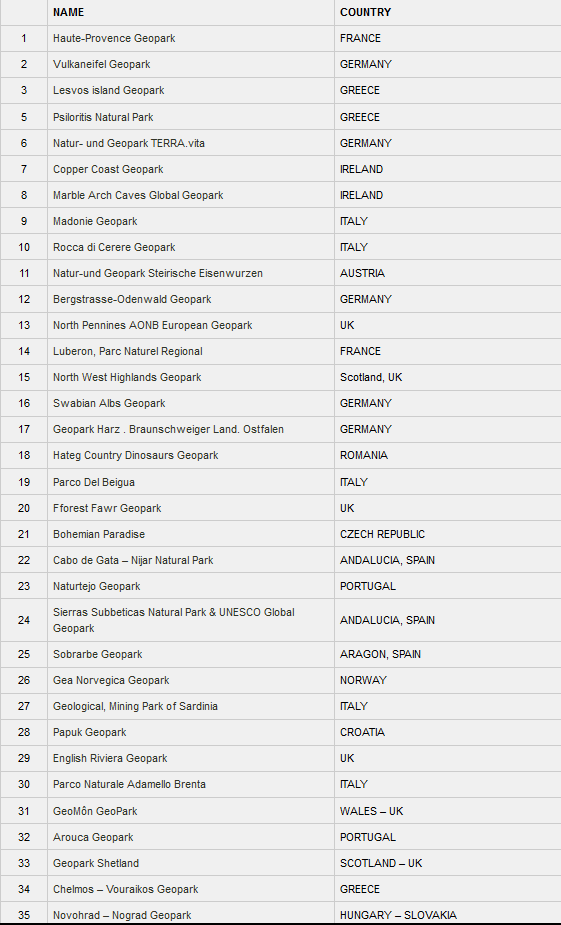 NAME COUNTRY
1 Haute-Provence Geopark FRANCE
2 Vulkaneifel Geopark GERMANY
3 Lesvos island Geopark GREECE
5 Psiloritis Natural Park GREECE
6 Natur- und Geopark TERRA.vita GERMANY
7 Copper Coast Geopark IRELAND
8 Marble Arch Caves Global Geopark IRELAND
9 Madonie Geopark ITALY
10 Rocca di Cerere Geopark ITALY
11 Natur-und Geopark Steirische Eisenwurzen AUSTRIA
12 Bergstrasse-Odenwald Geopark GERMANY
13 North Pennines AONB European Geopark UK
14 Luberon, Parc Naturel Regional FRANCE
15 North West Highlands Geopark Scotland, UK
16 Swabian Albs Geopark GERMANY
17 Geopark Harz . Braunschweiger Land. Ostfalen GERMANY
18 Hateg Country Dinosaurs Geopark ROMANIA
19 Parco Del Beigua ITALY
20 Fforest Fawr Geopark UK
21 Bohemian Paradise CZECH REPUBLIC
22 Cabo de Gata – Nijar Natural Park ANDALUCIA, SPAIN
23 Naturtejo Geopark PORTUGAL
24 Sierras Subbeticas Natural Park & UNESCO Global
Geopark ANDALUCIA, SPAIN
25 Sobrarbe Geopark ARAGON, SPAIN
26 Gea Norvegica Geopark NORWAY
27 Geological, Mining Park of Sardinia ITALY
28 Papuk Geopark CROATIA
29 English Riviera Geopark UK
30 Parco Naturale Adamello Brenta ITALY
31 GeoMôn GeoPark WALES – UK
32 Arouca Geopark PORTUGAL
33 Geopark Shetland SCOTLAND – UK
34 Chelmos – Vouraikos Geopark GREECE
35 Novohrad – Nograd Geopark HUNGARY – SLOVAKIA